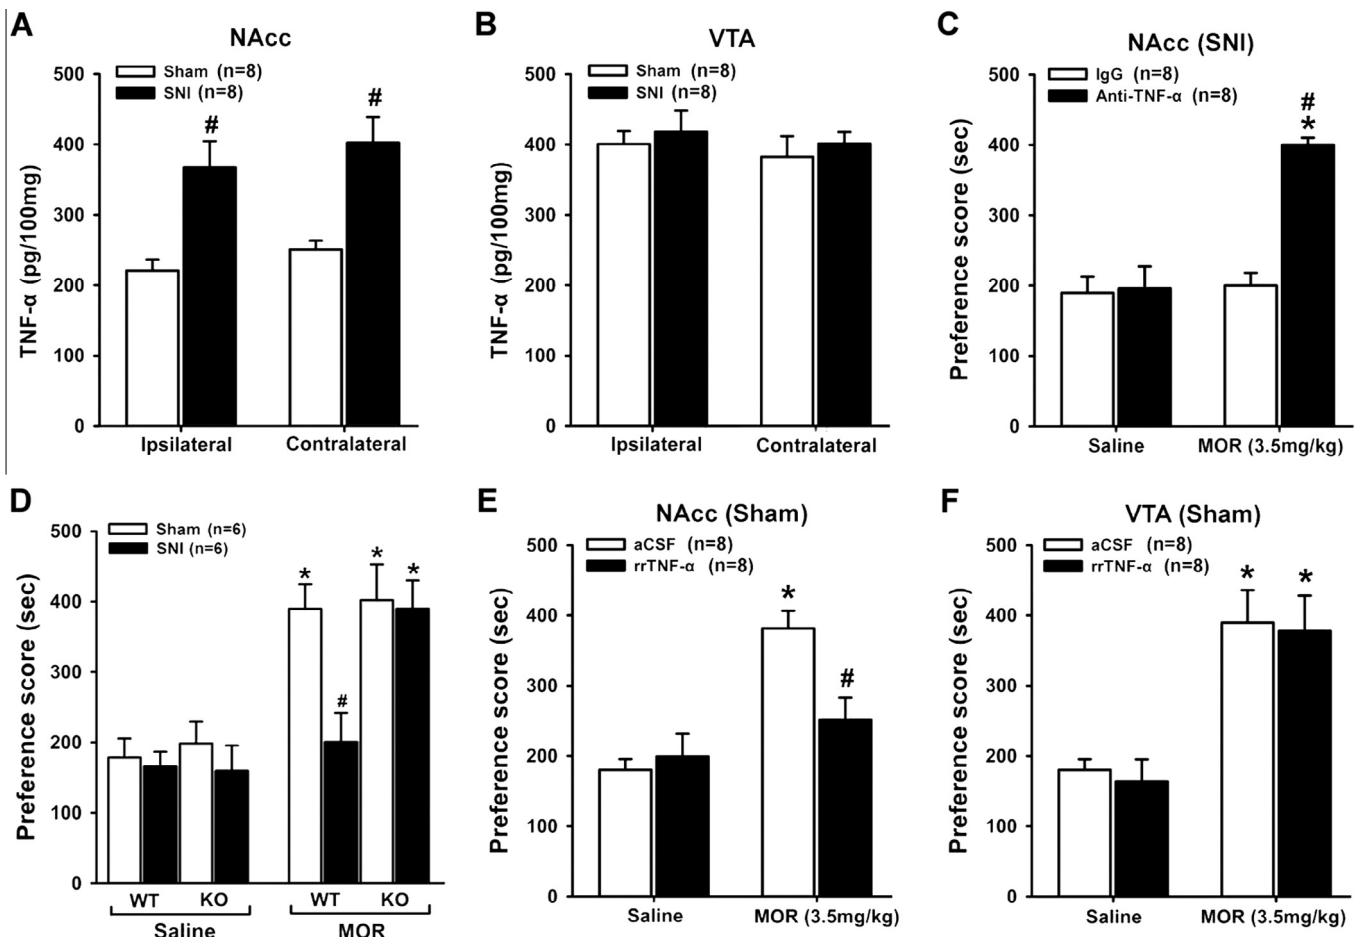 A
NAcc
Sham (n=8)
SNI (n=8)
TNF-α (pg/100mg)
500
400
300
200
100
0
#
#
Ipsilateral
Contralateral
B
VTA
Sham (n=8)
SNI (n=8)
TNF-α (pg/100mg)
500
400
300
200
100
0
Ipsilateral
Contralateral
C
NAcc (SNI)
IgG (n=8)
Anti-TNF-α (n=8)
Preference score (sec)
500
400
300
200
100
0
#
*
Saline
MOR (3.5mg/kg)
D
Sham (n=6)
SNI (n=6)
Preference score (sec)
500
400
300
200
100
0
*
#
*
*
WT
KO
WT
KO
Saline
MOR
E
NAcc (Sham)
aCSF (n=8)
rrTNF-α (n=8)
Preference score (sec)
500
400
300
200
100
0
*
#
Saline
MOR (3.5mg/kg)
F
VTA (Sham)
aCSF (n=8)
rrTNF-α (n=8)
Preference score (sec)
500
400
300
200
100
0
*
*
Saline
MOR (3.5mg/kg)